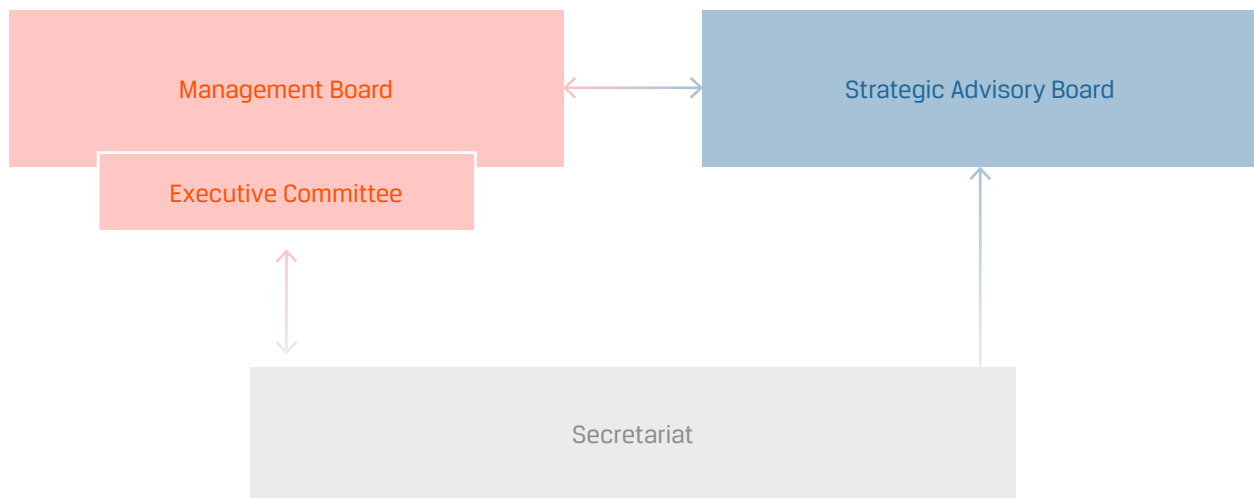 Management Board
Strategic Advisory Board
Executive Committee
Secretariat